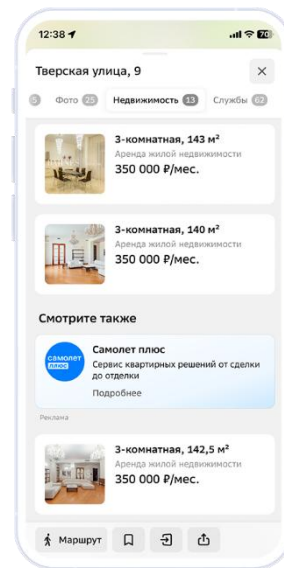 12:38
70
Тверская улица, 9
5 Фото 25 Недвижимость 13 Службы 62
3-комнатная, 143 м²
Аренда жилой недвижимости
350 000 ₽/мес.
3-комнатная, 140 м²
Аренда жилой недвижимости
350 000 ₽/мес.
Смотрите также
самолет
плюс
Самолет плюс
Сервис квартирных решений от сделки
до отделки
Подробнее
Реклама
3-комнатная, 142,5 м²
Аренда жилой недвижимости
350 000 ₽/мес.
Маршрут